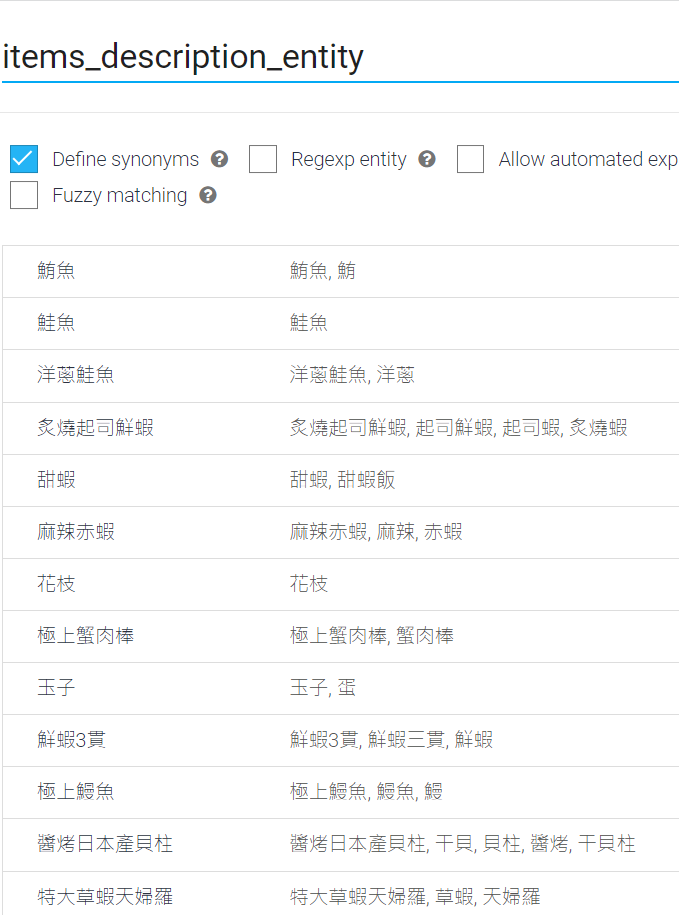 items_description_entity
Define synonyms Regexp entity Allow automated exp
Fuzzy matching
鮪魚 鮪魚, 鮪
鮭魚 鮭魚
洋蔥鮭魚 洋蔥鮭魚, 洋蔥
炙燒起司鮮蝦 炙燒起司鮮蝦, 起司鮮蝦, 起司蝦, 炙燒蝦
甜蝦 甜蝦, 甜蝦飯
麻辣赤蝦 麻辣赤蝦, 麻辣, 赤蝦
花枝 花枝
極上蟹肉棒 極上蟹肉棒, 蟹肉棒
玉子 玉子, 蛋
鮮蝦3貫 鮮蝦3貫, 鮮蝦三貫, 鮮蝦
極上鰻魚 極上鰻魚, 鰻魚, 鰻
醬烤日本產貝柱 醬烤日本產貝柱, 干貝, 貝柱, 醬烤, 干貝柱
特大草蝦天婦羅 特大草蝦天婦羅, 草蝦, 天婦羅